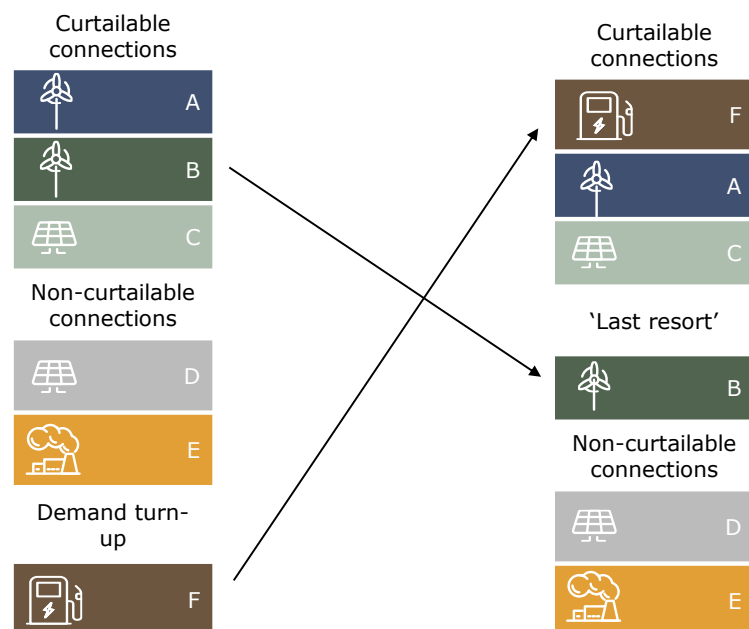 Curtailable
connections
A
B
C
Non-curtailable
connections
D
E
Demand turn-
up
F
Curtailable
connections
F
A
C
‘Last resort’
B
Non-curtailable
connections
D
E